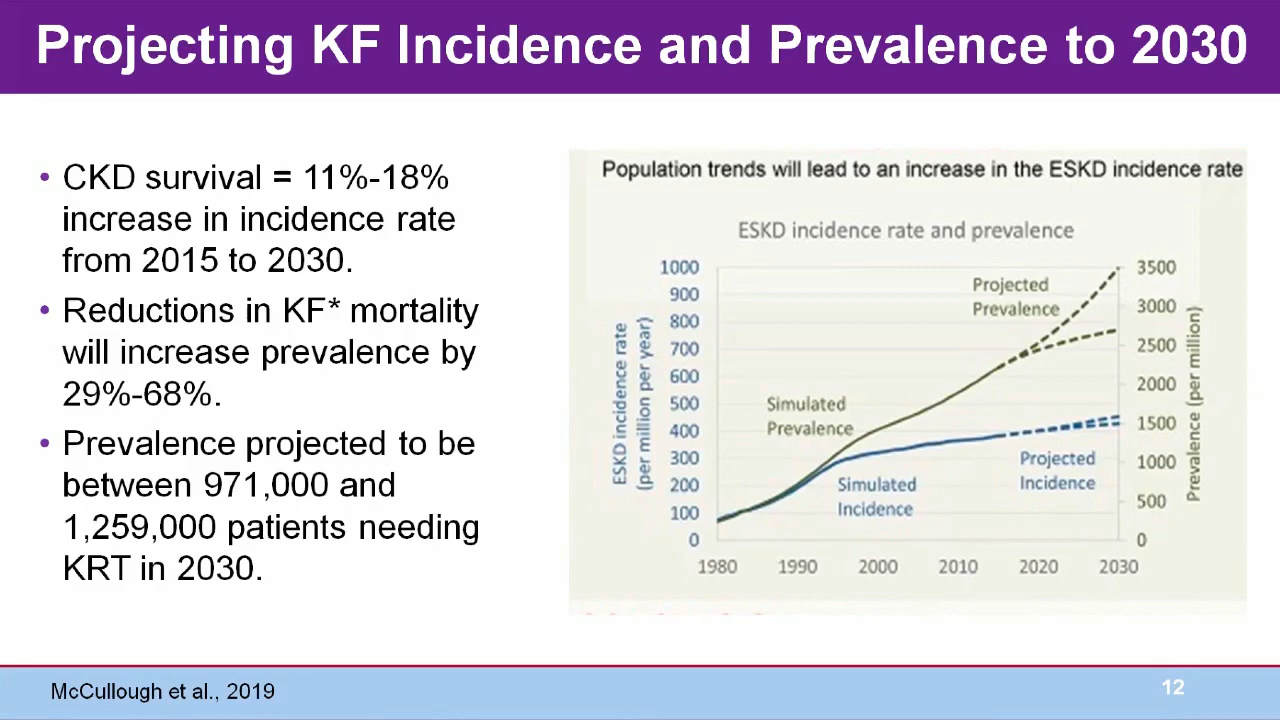 Projecting KF Incidence and Prevalence to 2030
• CKD survival = 11%-18%
increase in incidence rate
from 2015 to 2030.
• Reductions in KF* mortality
will increase prevalence by
29%-68%.
• Prevalence projected to be
between 971,000 and
1,259,000 patients needing
KRT in 2030.
Population trends will lead to an increase in the ESKD incidence rate
ESKD incidence rate and prevalence
ESKD incidence rate
(per million per year)
1000
900
800
700
600
500
400
300
200
100
0
Projected
Prevalence
Simulated
Prevalence
Simulated
Incidence
Projected
Incidence
3500
3000
2500
2000
1500
1000
500
0
Prevalence (per million)
1980 1990 2000 2010 2020 2030
McCullough et al., 2019
12